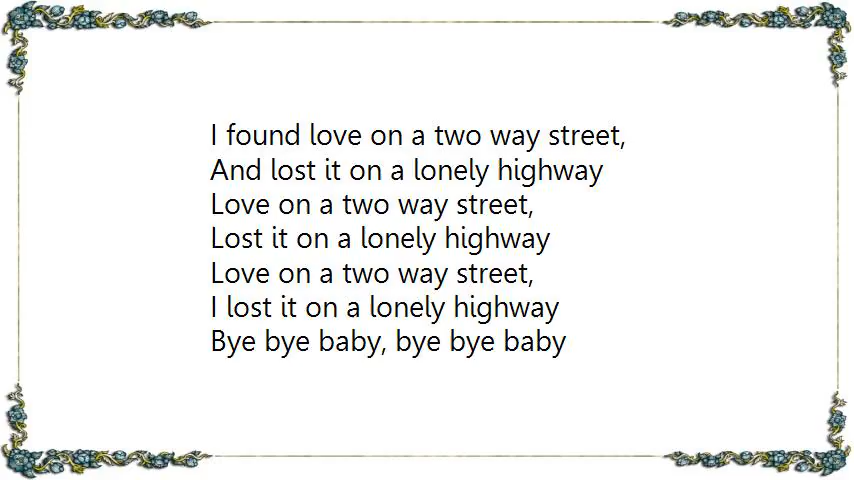 I found love on a two way street,
And lost it on a lonely highway
Love on a two way street,
Lost it on a lonely highway
Love on a two way street,
I lost it on a lonely highway
Bye bye baby, bye bye baby